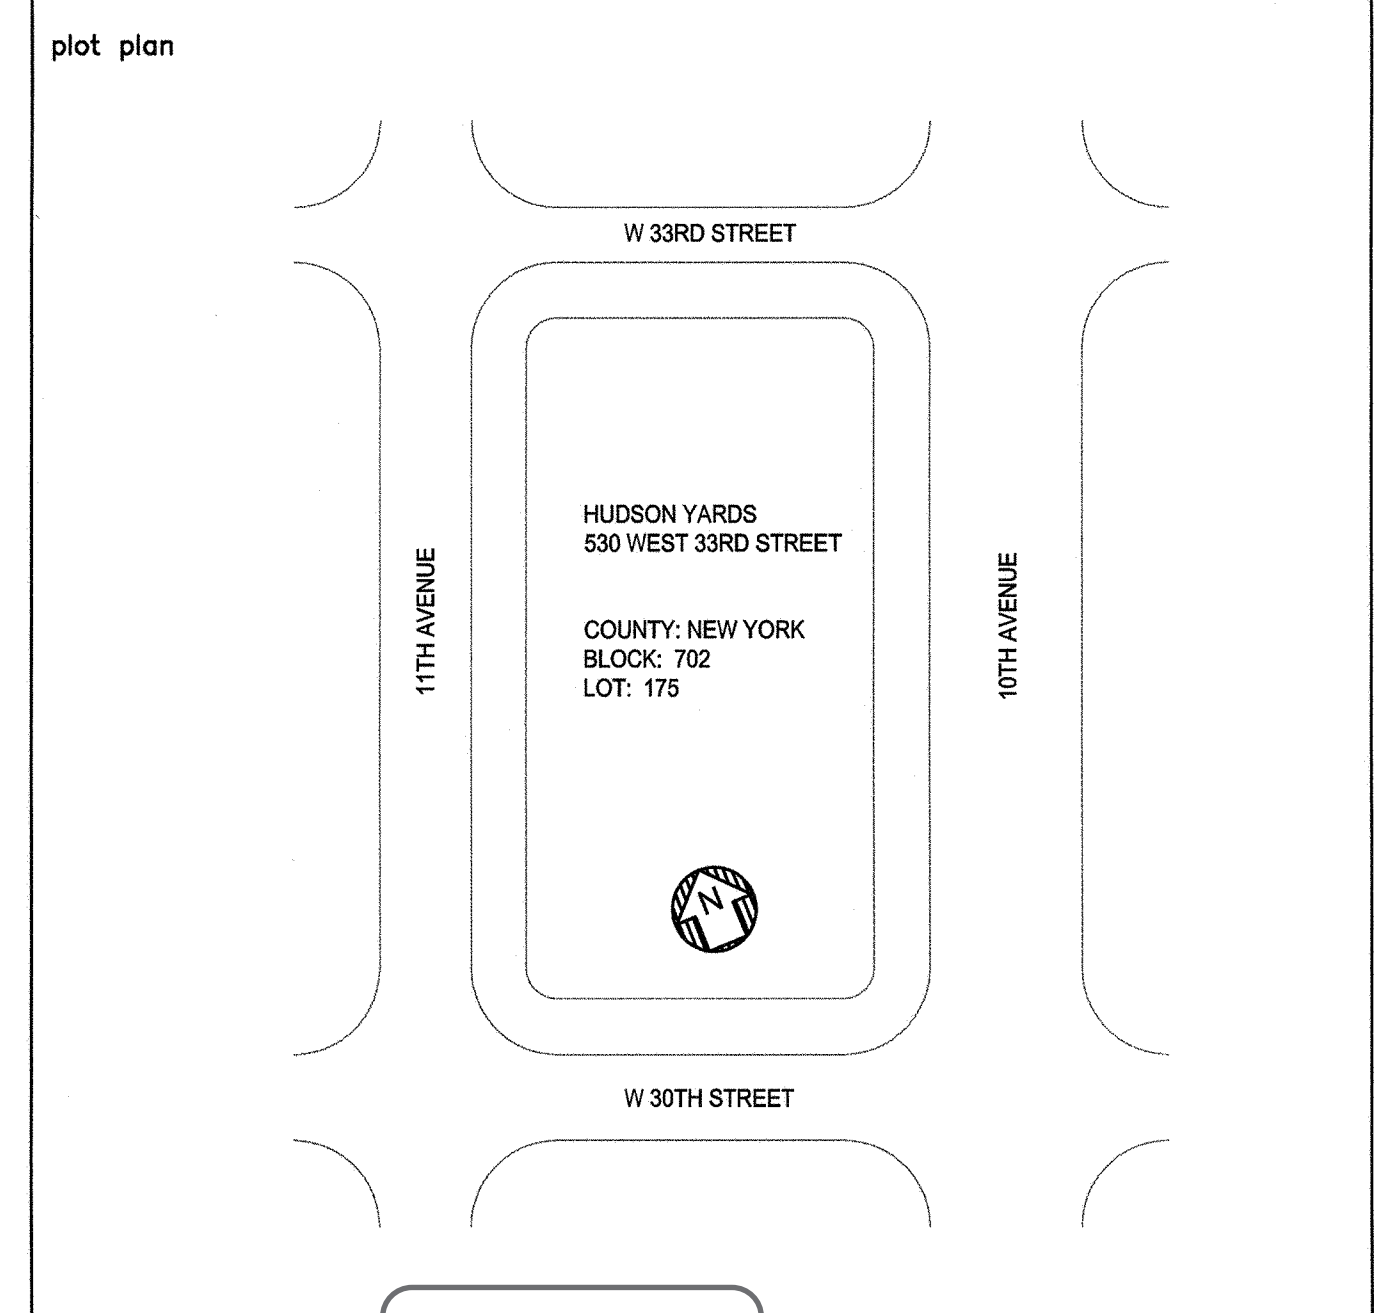 plot plan
W 33RD STREET
HUDSON YARDS
530 WEST 33RD STREET
11TH AVENUE
10TH AVENUE
COUNTY: NEW YORK
BLOCK: 702
LOT: 175
N
W 30TH STREET